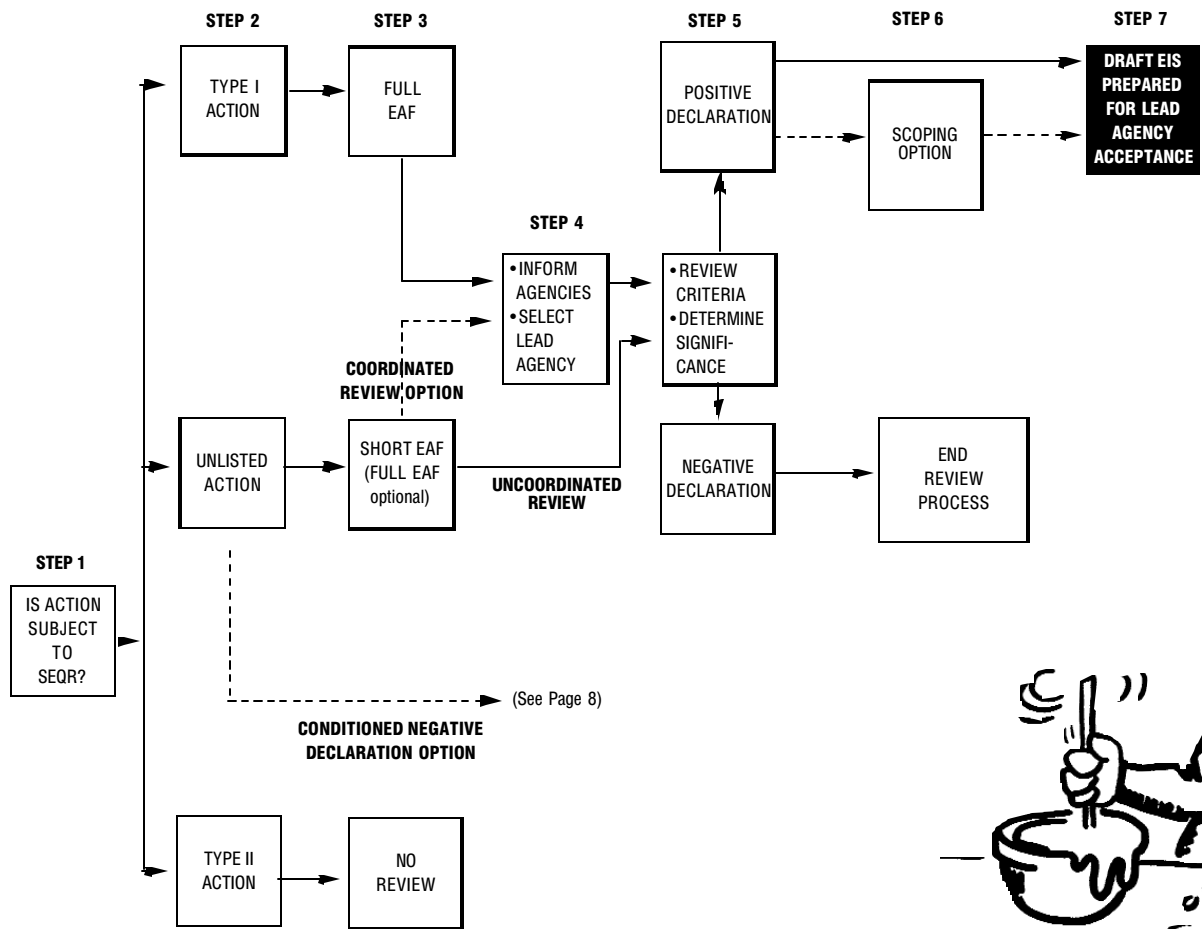 STEP 2
STEP 3
STEP 5
STEP 6
STEP 7
TYPE I
ACTION
FULL
EAF
POSITIVE
DECLARATION
SCOPING
OPTION
DRAFT EIS
PREPARED
FOR LEAD
AGENCY
ACCEPTANCE
STEP 4
•INFORM
AGENCIES
•SELECT
LEAD
AGENCY
•REVIEW
CRITERIA
•DETERMINE
SIGNIFI-
CANCE
COORDINATED
REVIEW OPTION
UNLISTED
ACTION
SHORT EAF
(FULL EAF
optional)
UNCOORDINATED
REVIEW
NEGATIVE
DECLARATION
END
REVIEW
PROCESS
STEP 1
IS ACTION
SUBJECT
TO
SEQR?
(See Page 8)
CONDITIONED NEGATIVE
DECLARATION OPTION
TYPE II
ACTION
NO
REVIEW